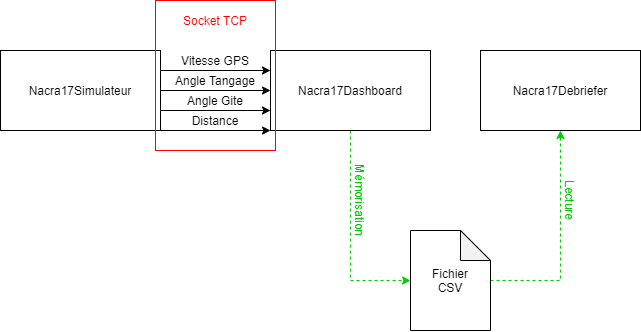 Socket TCP
Nacra17Simulateur
Vitesse GPS
Angle Tangage
Angle Gite
Distance
Nacra17Dashboard
Nacra17Debriefer
Mémorisation
Lecture
Fichier
CSV